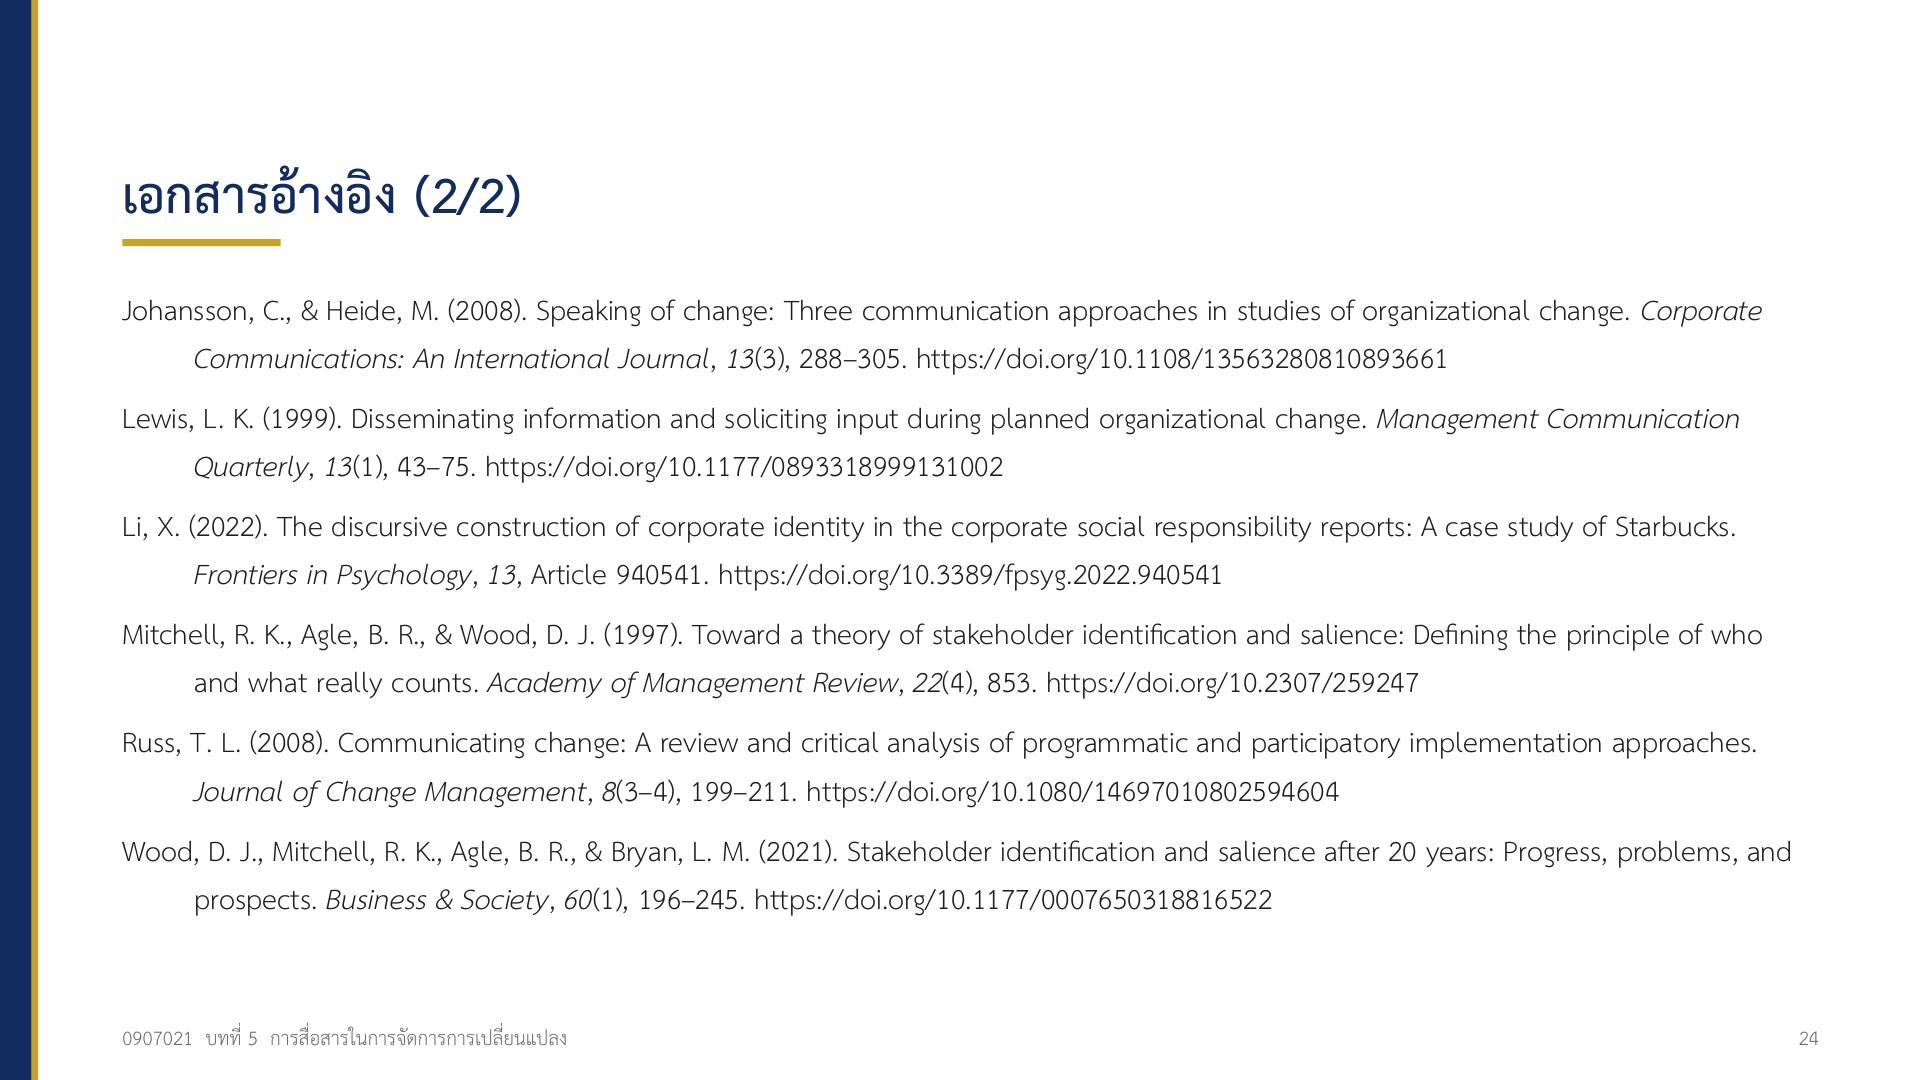 เอกสารอ้างอิง (2/2)
Johansson, C., & Heide, M. (2008). Speaking of change: Three communication approaches in studies of organizational change. Corporate
Communications: An International Journal, 13(3), 288–305. https://doi.org/10.1108/13563280810893661
Lewis, L. K. (1999). Disseminating information and soliciting input during planned organizational change. Management Communication
Quarterly, 13(1), 43–75. https://doi.org/10.1177/0893318999131002
Li, X. (2022). The discursive construction of corporate identity in the corporate social responsibility reports: A case study of Starbucks.
Frontiers in Psychology, 13, Article 940541. https://doi.org/10.3389/fpsyg.2022.940541
Mitchell, R. K., Agle, B. R., & Wood, D. J. (1997). Toward a theory of stakeholder identification and salience: Defining the principle of who
and what really counts. Academy of Management Review, 22(4), 853. https://doi.org/10.2307/259247
Russ, T. L. (2008). Communicating change: A review and critical analysis of programmatic and participatory implementation approaches.
Journal of Change Management, 8(3–4), 199–211. https://doi.org/10.1080/14697010802594604
Wood, D. J., Mitchell, R. K., Agle, B. R., & Bryan, L. M. (2021). Stakeholder identification and salience after 20 years: Progress, problems, and
prospects. Business & Society, 60(1), 196–245. https://doi.org/10.1177/0007650318816522
0907021 บทที่ 5 การสื่อสารในการจัดการการเปลี่ยนแปลง
24